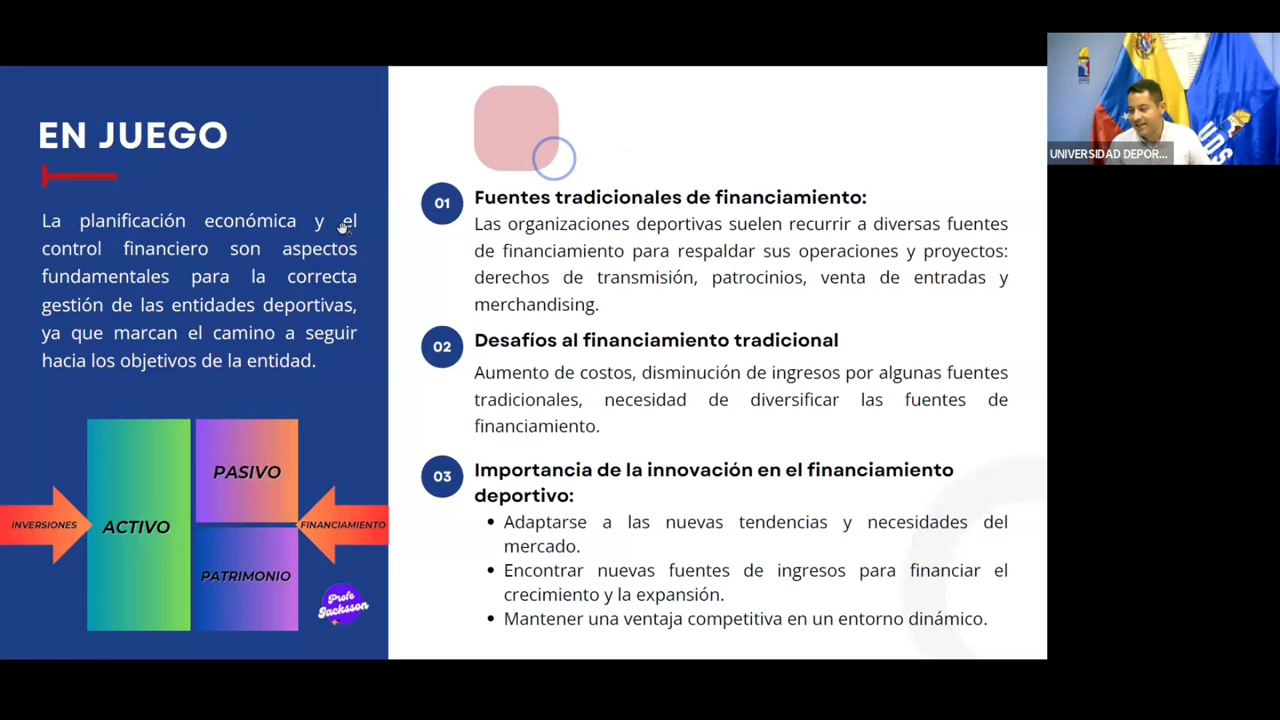 EN JUEGO
La planificación económica y el
control financiero son aspectos
fundamentales para la correcta
gestión de las entidades deportivas,
ya que marcan el camino a seguir
hacia los objetivos de la entidad.
INVERSIONES
ACTIVO
PASIVO
PATRIMONIO
FINANCIAMIENTO
Profe
Jacksson
01
Fuentes tradicionales de financiamiento:
Las organizaciones deportivas suelen recurrir a diversas fuentes
de financiamiento para respaldar sus operaciones y proyectos:
derechos de transmisión, patrocinios, venta de entradas y
merchandising.
02
Desafíos al financiamiento tradicional
Aumento de costos, disminución de ingresos por algunas fuentes
tradicionales, necesidad de diversificar las fuentes de
financiamiento.
03
Importancia de la innovación en el financiamiento
deportivo:
• Adaptarse a las nuevas tendencias y necesidades del
mercado.
• Encontrar nuevas fuentes de ingresos para financiar el
crecimiento y la expansión.
• Mantener una ventaja competitiva en un entorno dinámico.
UNIVERSIDAD DEPOR...
UDS